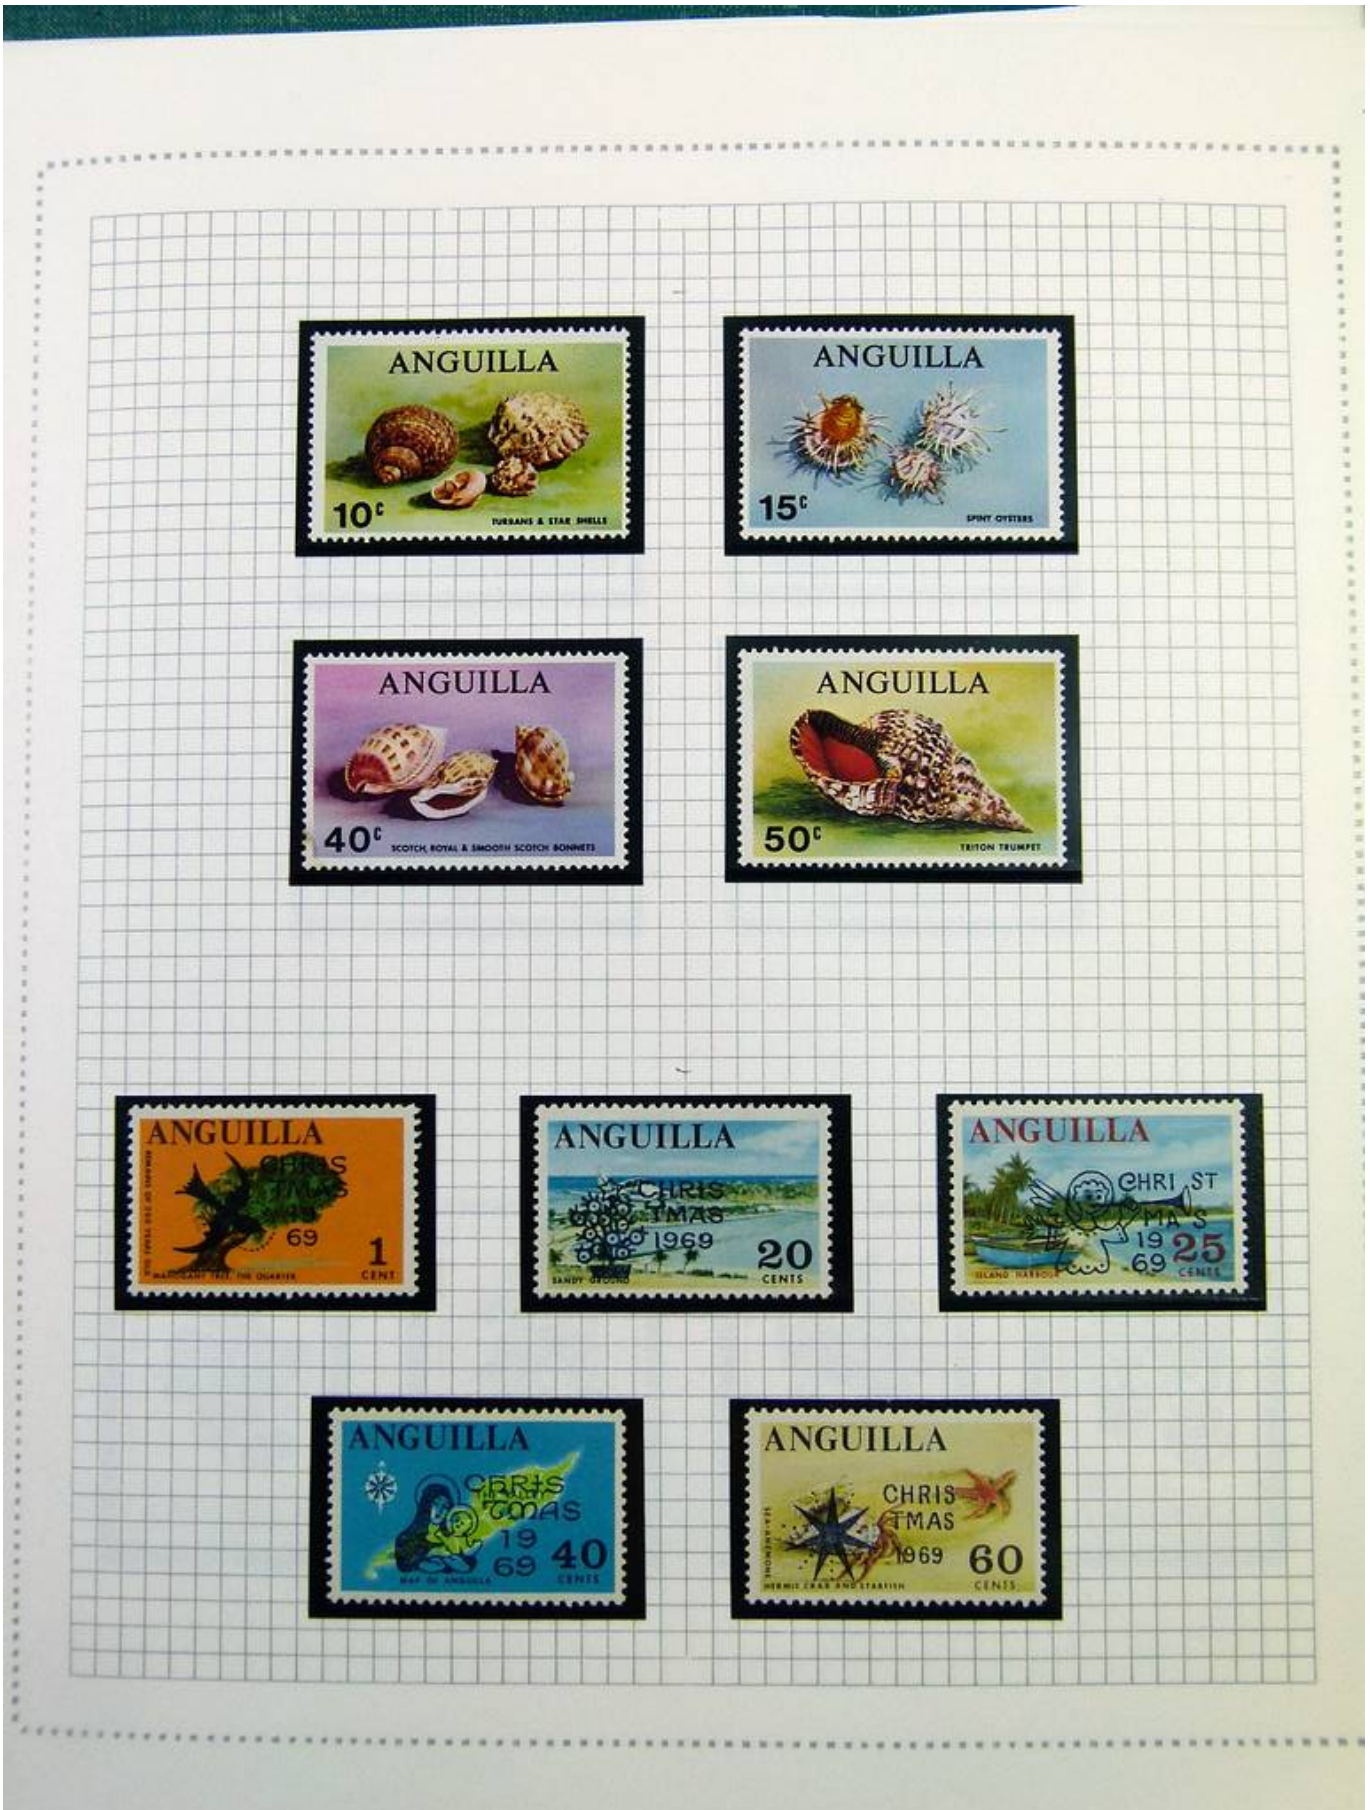 ANGUILLA
10c
TURBANS & STAR SHELLS
ANGUILLA
15c
SPINY OYSTERS
ANGUILLA
40c
SCOTCH, ROYAL & SMOOTH SCOTCH BONNETS
ANGUILLA
50c
TRITON TRUMPET
ANGUILLA
CHRIS
TMAS
19
69
1
CENT
MAHOGANY TREE, THE QUARTER
ANGUILLA
CHRIS
TMAS
1969
20
CENTS
SANDY GROUND
ANGUILLA
CHRI ST
MA S
19
69
25
CENTS
ISLAND HARBOUR
ANGUILLA
CHRIS
TMAS
19
69
40
CENTS
MAP OF ANGUILLA
ANGUILLA
CHRIS
TMAS
1969
60
CENTS
SEA-ANEMONE
HERMIT CRAB AND STARFISH